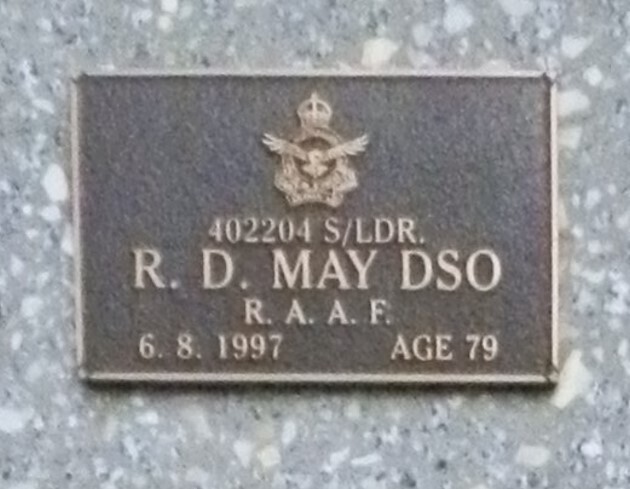 402204 S/LDR.
R. D. MAY DSO
R. A. A. F.
6. 8. 1997 AGE 79